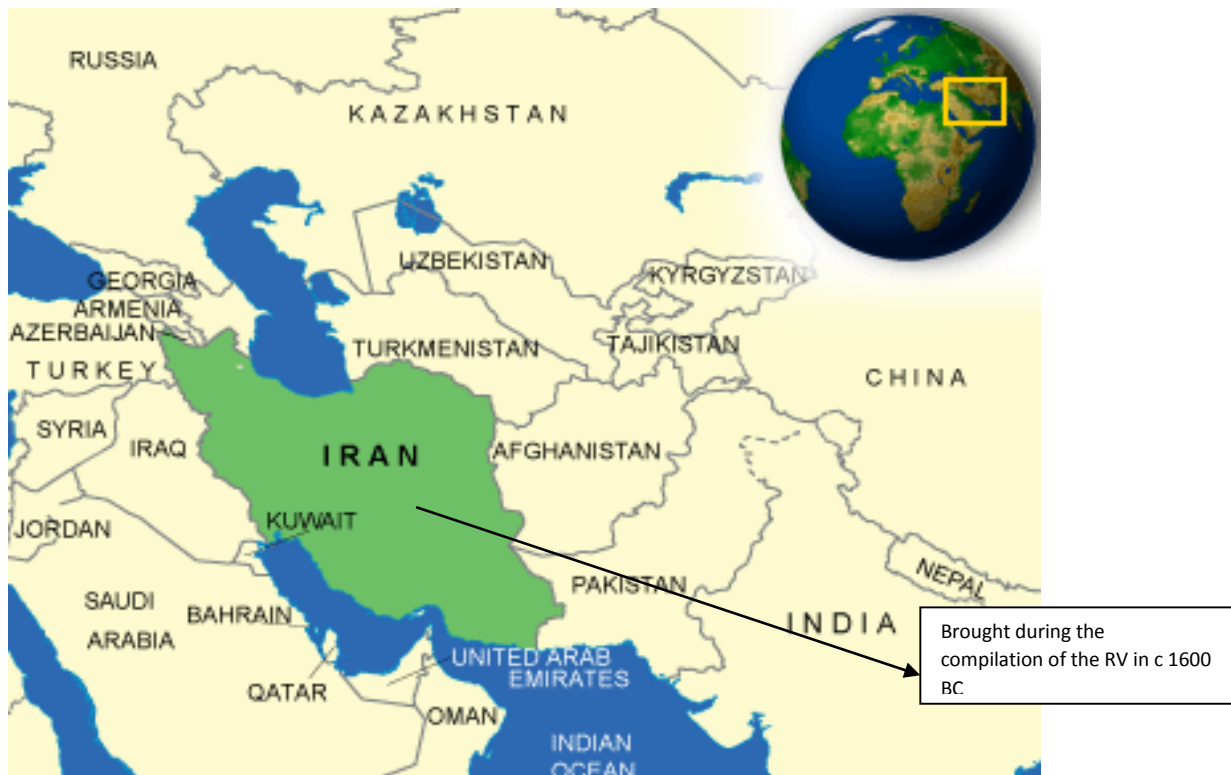 RUSSIA
KAZAKHSTAN
UZBEKISTAN
KYRGYZSTAN
GEORGIA
ARMENIA
AZERBAIJAN
TURKMENISTAN
TAJIKISTAN
TURKEY
CHINA
SYRIA
IRAQ
IRAN
AFGHANISTAN
JORDAN
KUWAIT
PAKISTAN
NEPAL
SAUDI
ARABIA
BAHRAIN
INDIA
UNITED ARAB
EMIRATES
QATAR
OMAN
INDIAN
OCEAN
Brought during the
compilation of the RV in c 1600
BC